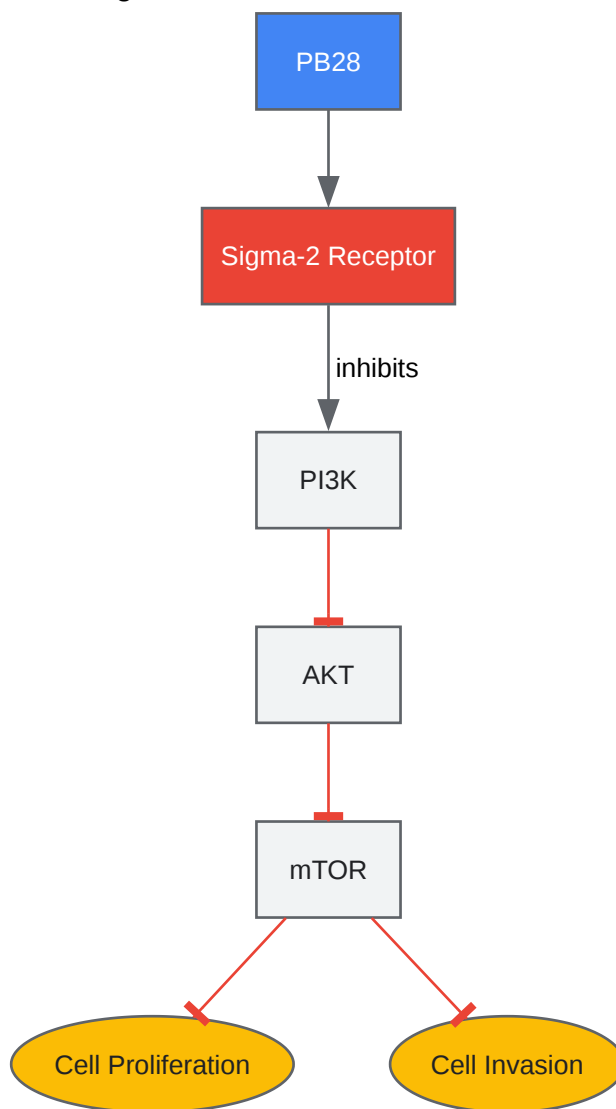 PB28
Sigma-2 Receptor
inhibits
PI3K
AKT
mTOR
Cell Proliferation
Cell Invasion